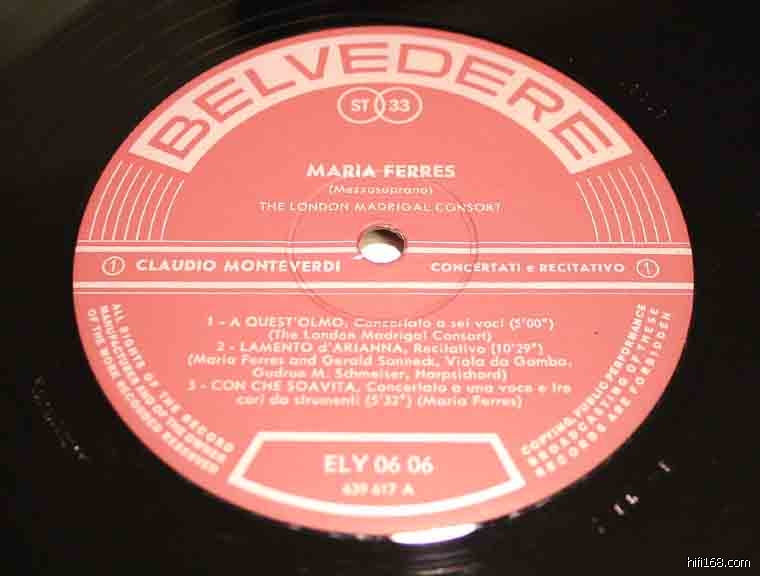 BELVEDERE
ST 33
MARIA FERRES
(Mezzosoprano)
THE LONDON MADRIGAL CONSORT
1 CLAUDIO MONTEVERDI CONCERTATI e RECITATIVO 1
1 - A QUEST'OLMO, Concertato a sei voci (5'00")
(The London Madrigal Consort)
2 - LAMENTO d'ARIANNA, Recitativo (10'29")
(Maria Ferres and Gerald Sonneck, Viola da Gamba,
Gudrun M. Schmeiser, Harpsichord)
3 - CON CHE SOAVITA, Concertato a una voce e tre
cori da strumenti (5'32") (Maria Ferres)
ALL RIGHTS OF THE RECORD
MANUFACTURER AND OF THE OWNER
OF THE WORK RECORDED RESERVED
COPYING, PUBLIC PERFORMANCE
BROADCASTING OF THESE
RECORDS ARE FORBIDDEN
ELY 06 06
639 617 A
hifi168.com